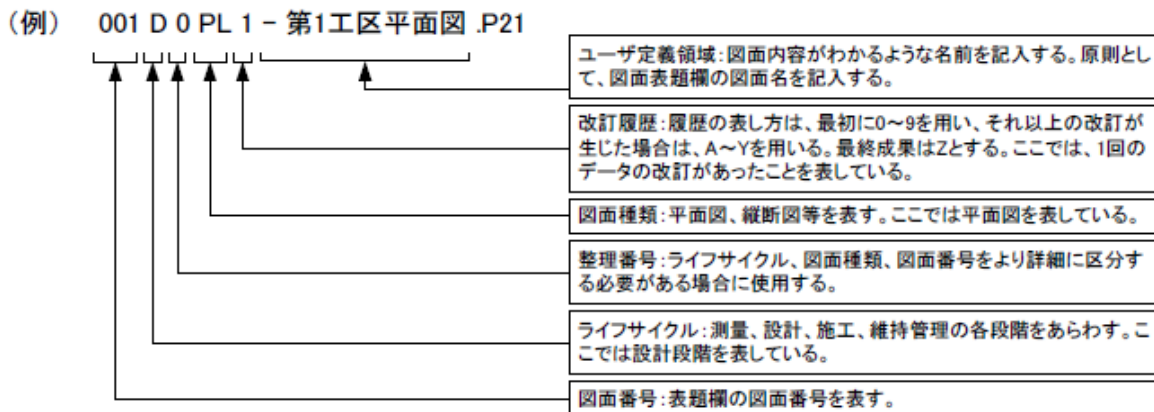 (例) 001 D 0 PL 1 - 第1工区平面図 .P21
ユーザ定義領域:図面内容がわかるような名前を記入する。原則とし
て、図面表題欄の図面名を記入する。
改訂履歴:履歴の表し方は、最初に0~9を用い、それ以上の改訂が
生じた場合は、A~Yを用いる。最終成果はZとする。ここでは、1回の
データの改訂があったことを表している。
図面種類:平面図、縦断図等を表す。ここでは平面図を表している。
整理番号:ライフサイクル、図面種類、図面番号をより詳細に区分す
る必要がある場合に使用する。
ライフサイクル:測量、設計、施工、維持管理の各段階をあらわす。こ
こでは設計段階を表している。
図面番号:表題欄の図面番号を表す。